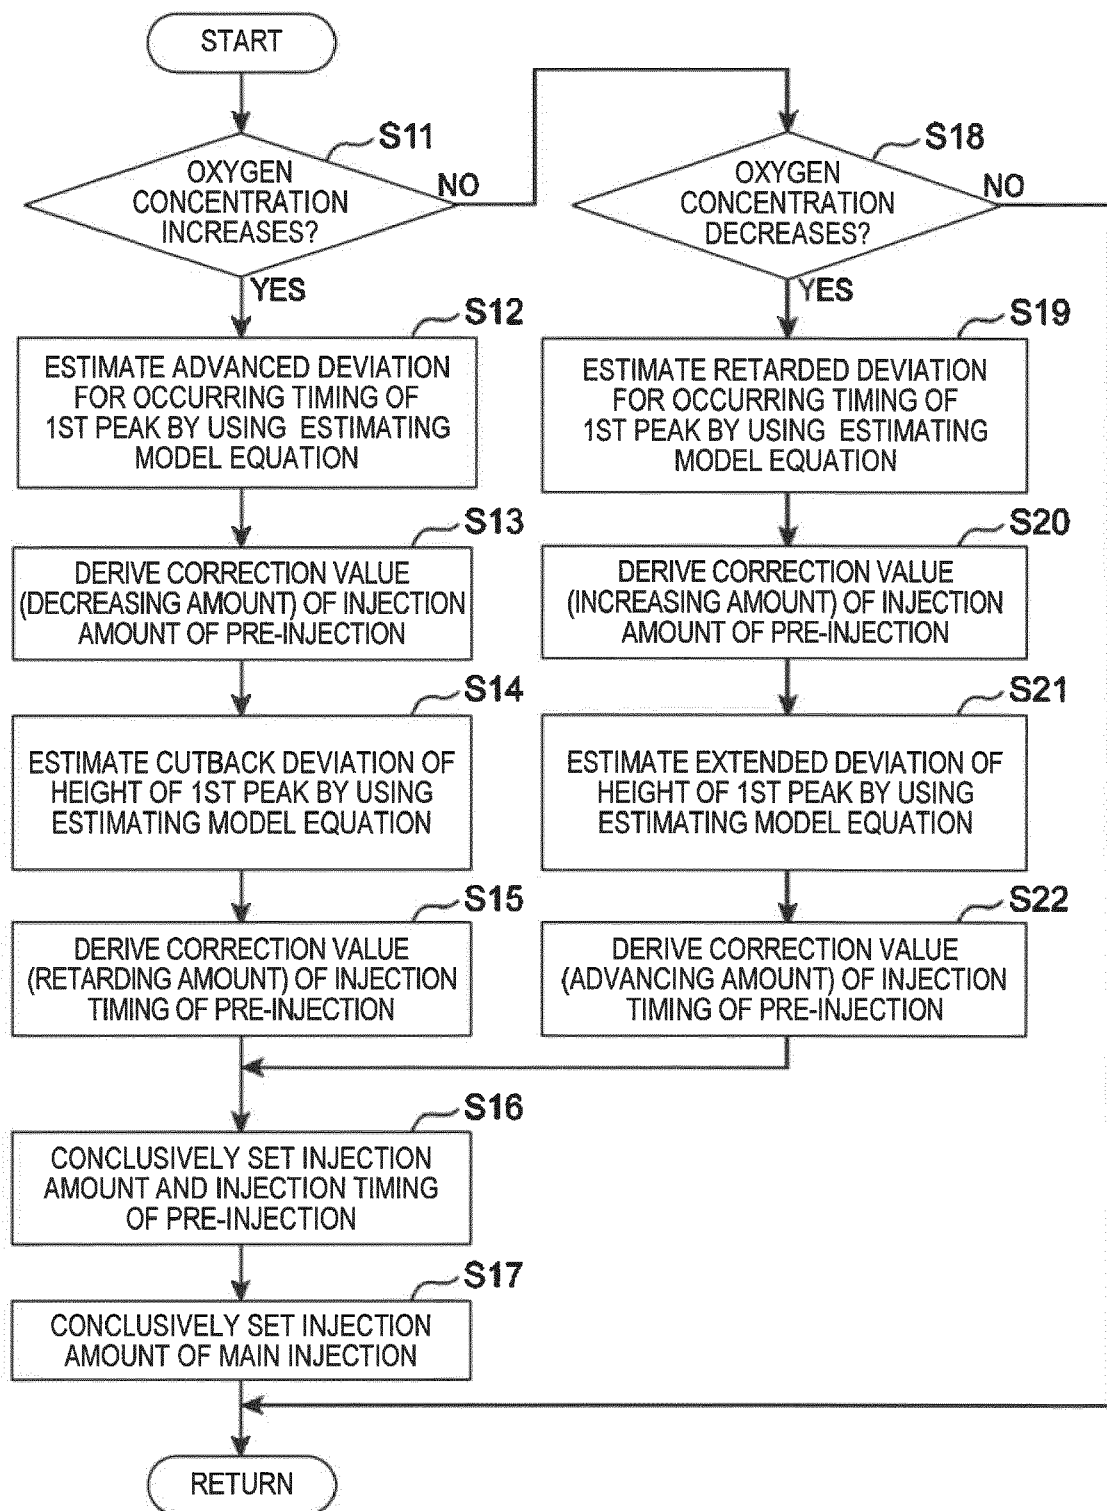 START
S11
OXYGEN
CONCENTRATION
INCREASES?
NO
YES
S12
ESTIMATE ADVANCED DEVIATION
FOR OCCURRING TIMING OF
1ST PEAK BY USING ESTIMATING
MODEL EQUATION
S13
DERIVE CORRECTION VALUE
(DECREASING AMOUNT) OF INJECTION
AMOUNT OF PRE-INJECTION
S14
ESTIMATE CUTBACK DEVIATION OF
HEIGHT OF 1ST PEAK BY USING
ESTIMATING MODEL EQUATION
S15
DERIVE CORRECTION VALUE
(RETARDING AMOUNT) OF INJECTION
TIMING OF PRE-INJECTION
S16
CONCLUSIVELY SET INJECTION
AMOUNT AND INJECTION TIMING
OF PRE-INJECTION
S17
CONCLUSIVELY SET INJECTION
AMOUNT OF MAIN INJECTION
RETURN
S18
OXYGEN
CONCENTRATION
DECREASES?
NO
YES
S19
ESTIMATE RETARDED DEVIATION
FOR OCCURRING TIMING OF
1ST PEAK BY USING ESTIMATING
MODEL EQUATION
S20
DERIVE CORRECTION VALUE
(INCREASING AMOUNT) OF INJECTION
AMOUNT OF PRE-INJECTION
S21
ESTIMATE EXTENDED DEVIATION OF
HEIGHT OF 1ST PEAK BY USING
ESTIMATING MODEL EQUATION
S22
DERIVE CORRECTION VALUE
(ADVANCING AMOUNT) OF INJECTION
TIMING OF PRE-INJECTION